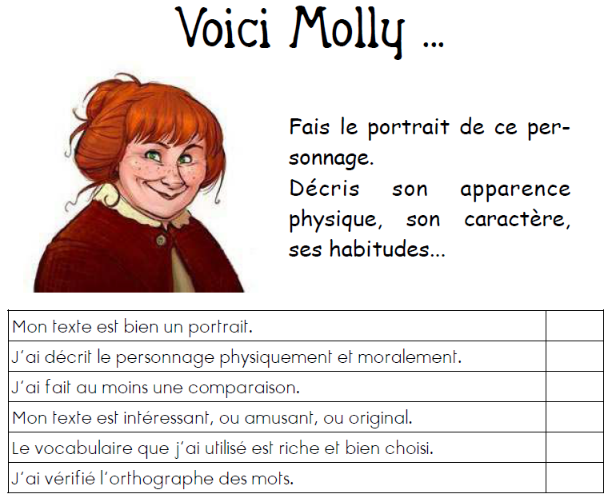 Voici Molly ...
Fais le portrait de ce per-
sonnage.
Décris son apparence
physique, son caractère,
ses habitudes...
Mon texte est bien un portrait.
J'ai décrit le personnage physiquement et moralement.
J'ai fait au moins une comparaison.
Mon texte est intéressant, ou amusant, ou original.
Le vocabulaire que j'ai utilisé est riche et bien choisi.
J'ai vérifié l'orthographe des mots.